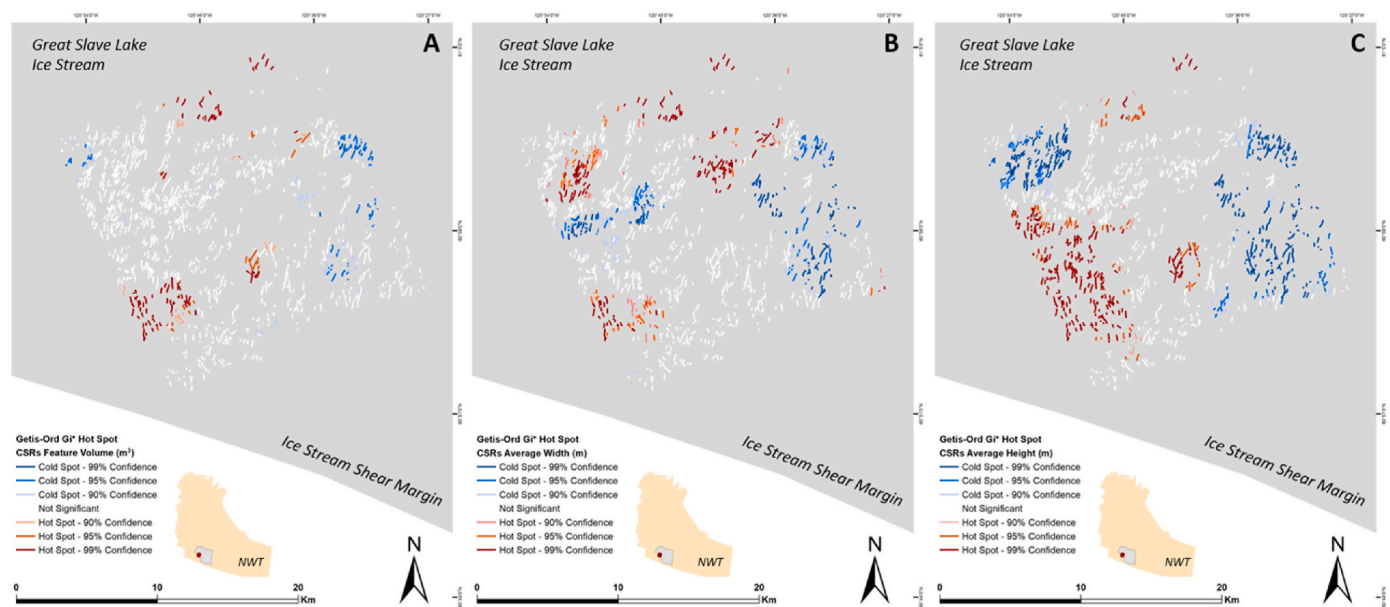 Great Slave Lake
Ice Stream
A
Ice Stream Shear Margin
Getis-Ord Gi* Hot Spot
CSRs Feature Volume (m³)
Cold Spot - 99% Confidence
Cold Spot - 95% Confidence
Cold Spot - 90% Confidence
Not Significant
Hot Spot - 90% Confidence
Hot Spot - 95% Confidence
Hot Spot - 99% Confidence
NWT
N
0 10 20
Km
Great Slave Lake
Ice Stream
B
Ice Stream Shear Margin
Getis-Ord Gi* Hot Spot
CSRs Average Width (m)
Cold Spot - 99% Confidence
Cold Spot - 95% Confidence
Cold Spot - 90% Confidence
Not Significant
Hot Spot - 90% Confidence
Hot Spot - 95% Confidence
Hot Spot - 99% Confidence
NWT
N
0 10 20
Km
Great Slave Lake
Ice Stream
C
Ice Stream Shear Margin
Getis-Ord Gi* Hot Spot
CSRs Average Height (m)
Cold Spot - 99% Confidence
Cold Spot - 95% Confidence
Cold Spot - 90% Confidence
Not Significant
Hot Spot - 90% Confidence
Hot Spot - 95% Confidence
Hot Spot - 99% Confidence
NWT
N
0 10 20
Km